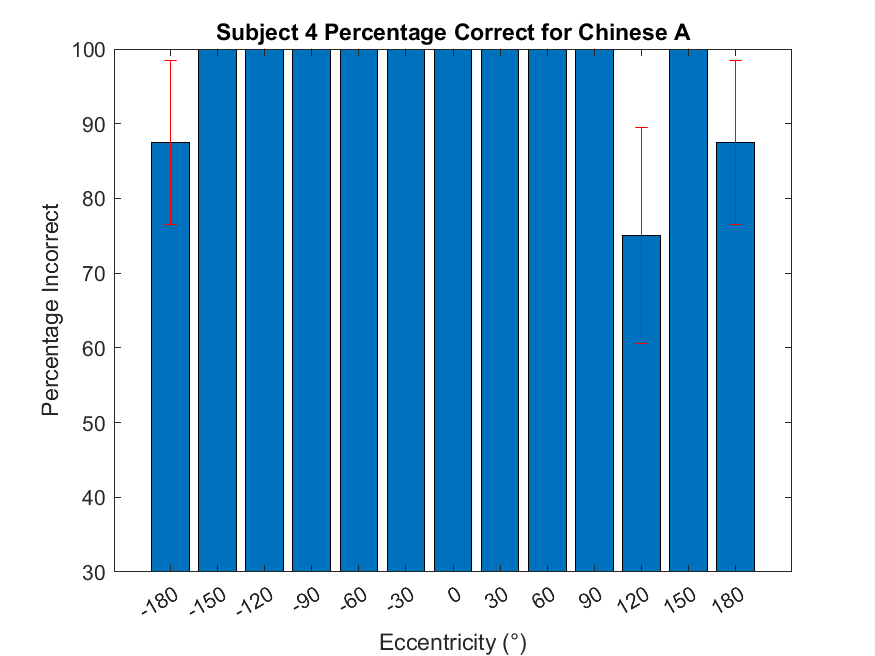 Subject 4 Percentage Correct for Chinese A
100
90
80
70
60
50
40
30
Percentage Incorrect
-180 -150 -120 -90 -60 -30 0 30 60 90 120 150 180
Eccentricity (°)